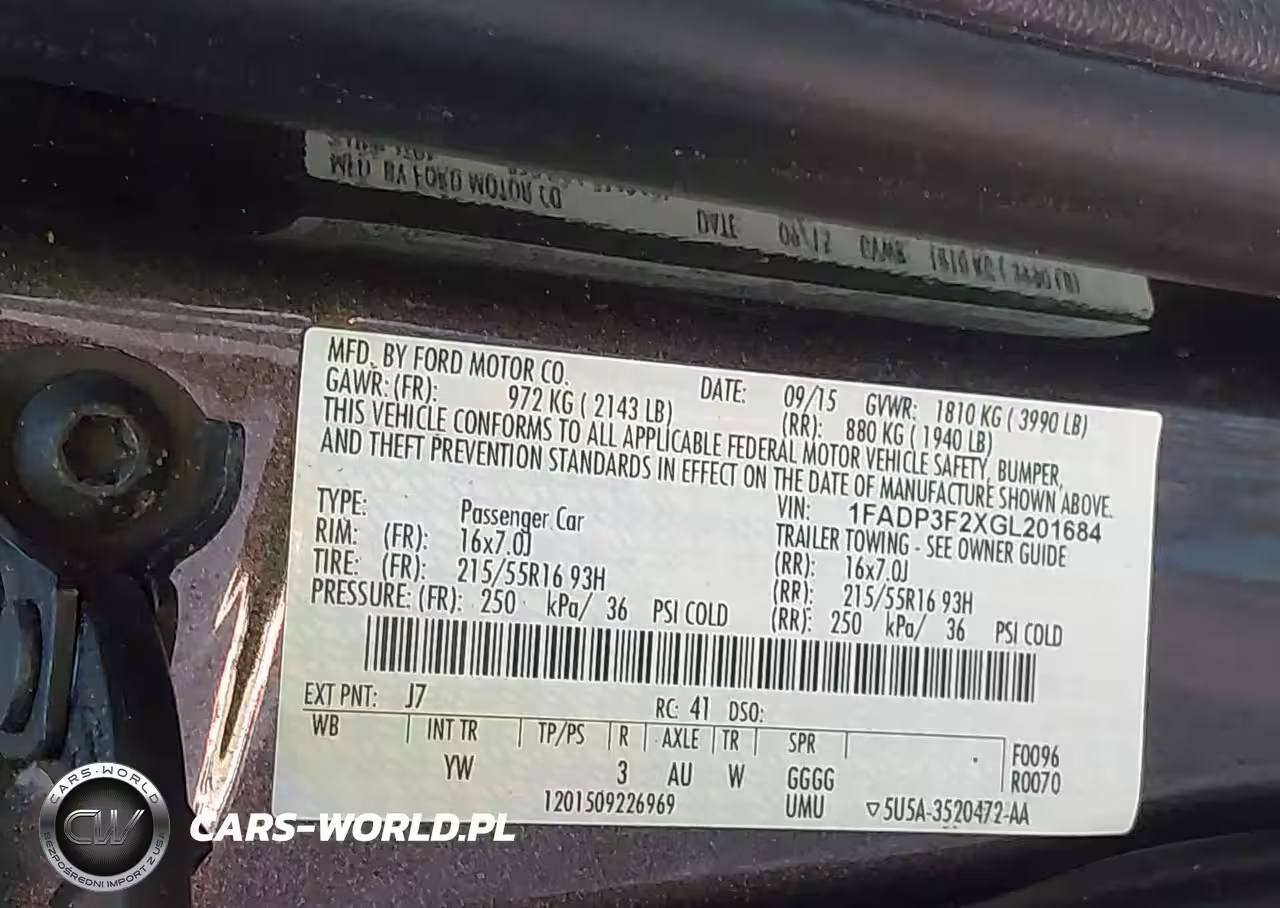 MFD. BY FORD MOTOR CO. DATE: 09/15 GVWR: 1810 KG ( 3990 LB)
GAWR: (FR): 972 KG ( 2143 LB) (RR): 880 KG ( 1940 LB)
THIS VEHICLE CONFORMS TO ALL APPLICABLE FEDERAL MOTOR VEHICLE SAFETY, BUMPER,
AND THEFT PREVENTION STANDARDS IN EFFECT ON THE DATE OF MANUFACTURE SHOWN ABOVE.
VIN: 1FADP3F2XGL201684
TYPE: Passenger Car TRAILER TOWING - SEE OWNER GUIDE
RIM: (FR): 16x7.0J (RR): 16x7.0J
TIRE: (FR): 215/55R16 93H (RR): 215/55R16 93H
PRESSURE: (FR): 250 kPa/ 36 PSI COLD (RR): 250 kPa/ 36 PSI COLD
EXT PNT: J7 RC: 41 DSO:
WB INT TR TP/PS R AXLE TR SPR F0096
YW 3 AU W GGGG R0070
1201509226969 UMU ▽5U5A-3520472-AA
CARS-WORLD
CW
BEZPOŚREDNI IMPORT Z USA
CARS-WORLD.PL